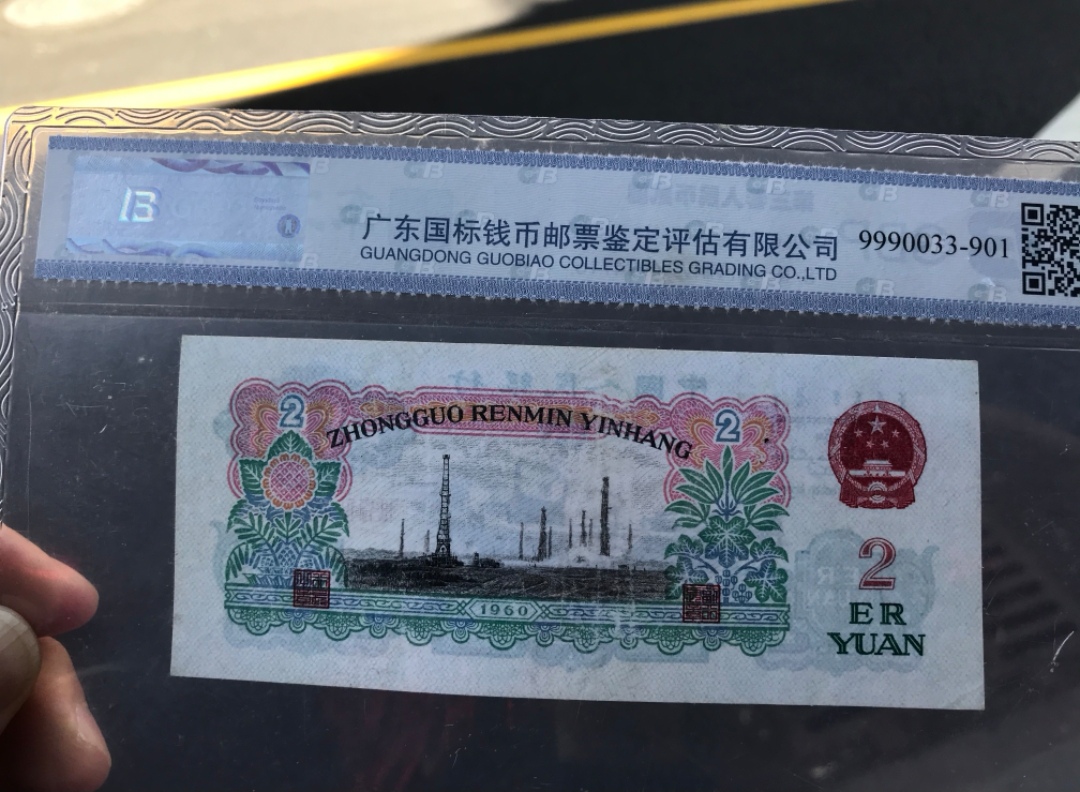 广东国标钱币邮票鉴定评估有限公司 9990033-901
GUANGDONG GUOBIAO COLLECTIBLES GRADING CO.,LTD
2 2
ZHONGGUO RENMIN YINHANG
1960
2
ER
YUAN